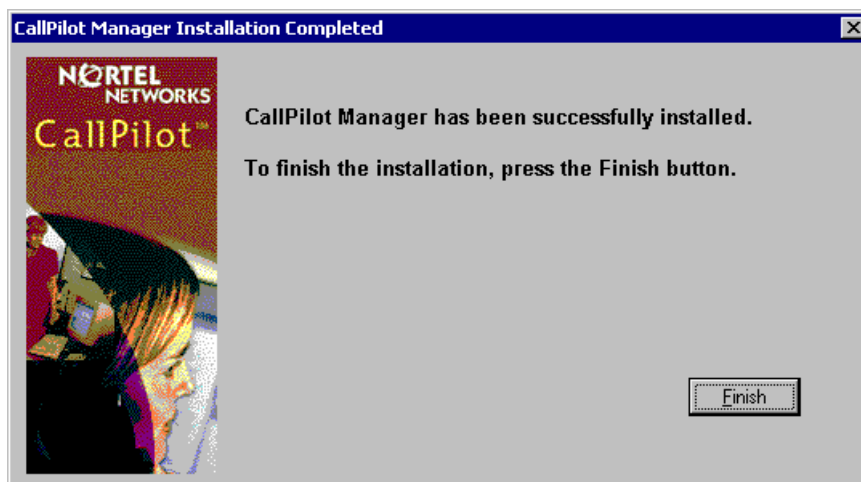 CallPilot Manager Installation Completed
NORTEL
NETWORKS
CallPilot™
CallPilot Manager has been successfully installed.
To finish the installation, press the Finish button.
Finish